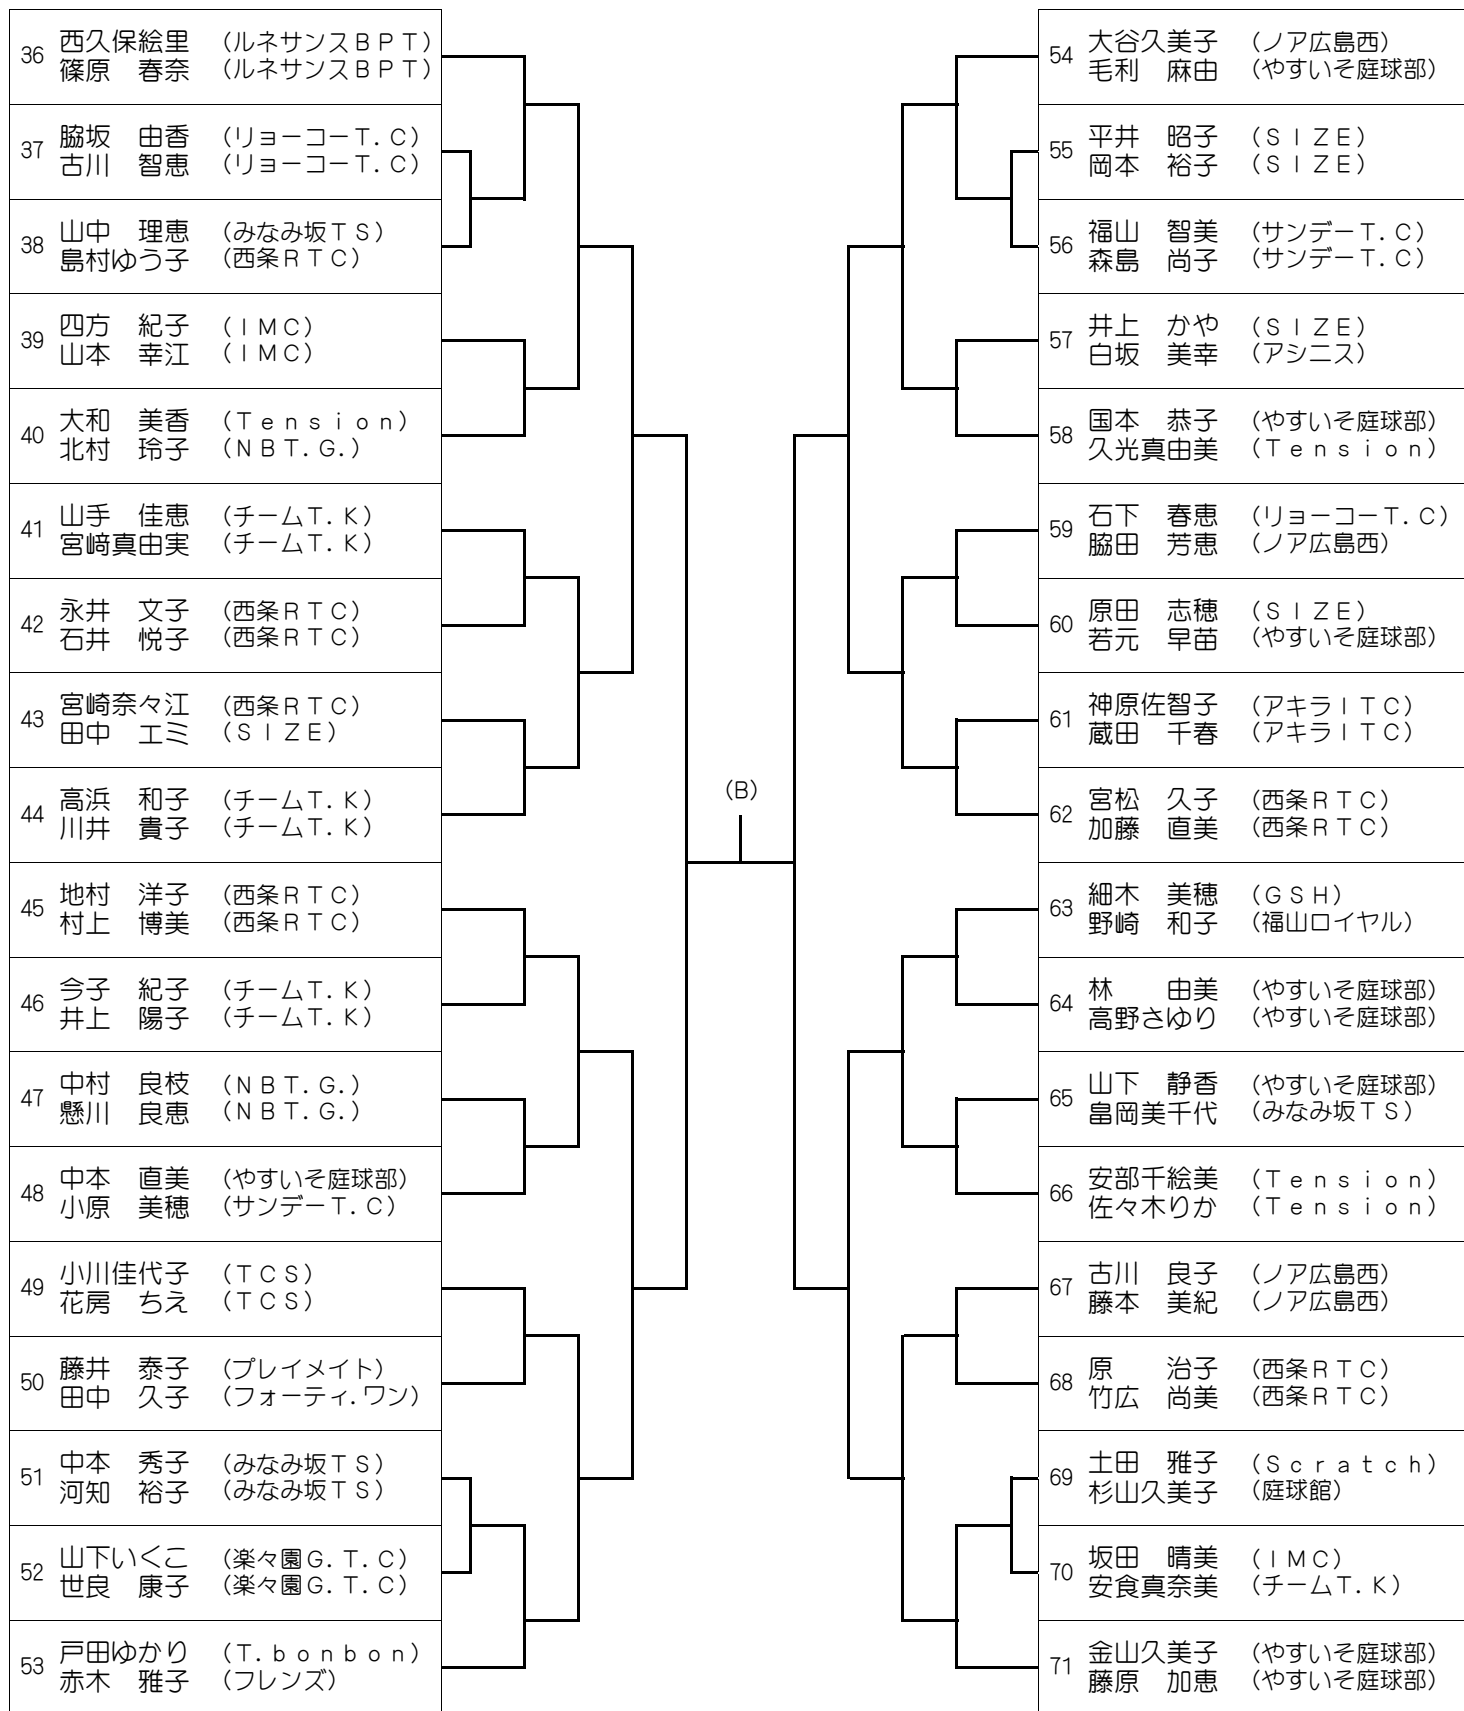 36 西久保絵里 (ルネサンスＢＰＴ)
篠原　春奈 (ルネサンスＢＰＴ)
37 脇坂　由香 (リョーコーＴ.Ｃ)
古川　智恵 (リョーコーＴ.Ｃ)
38 山中　理恵 (みなみ坂ＴＳ)
島村ゆう子 (西条ＲＴＣ)
39 四方　紀子 (ＩＭＣ)
山本　幸江 (ＩＭＣ)
40 大和　美香 (Ｔｅｎｓｉｏｎ)
北村　玲子 (ＮＢＴ.Ｇ.)
41 山手　佳恵 (チームＴ.Ｋ)
宮﨑真由実 (チームＴ.Ｋ)
42 永井　文子 (西条ＲＴＣ)
石井　悦子 (西条ＲＴＣ)
43 宮崎奈々江 (西条ＲＴＣ)
田中　エミ (ＳＩＺＥ)
44 高浜　和子 (チームＴ.Ｋ)
川井　貴子 (チームＴ.Ｋ)
45 地村　洋子 (西条ＲＴＣ)
村上　博美 (西条ＲＴＣ)
46 今子　紀子 (チームＴ.Ｋ)
井上　陽子 (チームＴ.Ｋ)
47 中村　良枝 (ＮＢＴ.Ｇ.)
懸川　良恵 (ＮＢＴ.Ｇ.)
48 中本　直美 (やすいそ庭球部)
小原　美穂 (サンデーＴ.Ｃ)
49 小川佳代子 (ＴＣＳ)
花房　ちえ (ＴＣＳ)
50 藤井　泰子 (プレイメイト)
田中　久子 (フォーティ.ワン)
51 中本　秀子 (みなみ坂ＴＳ)
河知　裕子 (みなみ坂ＴＳ)
52 山下いくこ (楽々園Ｇ.Ｔ.Ｃ)
世良　康子 (楽々園Ｇ.Ｔ.Ｃ)
53 戸田ゆかり (Ｔ.ｂｏｎｂｏｎ)
赤木　雅子 (フレンズ)
(B)
54 大谷久美子 (ノア広島西)
毛利　麻由 (やすいそ庭球部)
55 平井　昭子 (ＳＩＺＥ)
岡本　裕子 (ＳＩＺＥ)
56 福山　智美 (サンデーＴ.Ｃ)
森島　尚子 (サンデーＴ.Ｃ)
57 井上　かや (ＳＩＺＥ)
白坂　美幸 (アシニス)
58 国本　恭子 (やすいそ庭球部)
久光真由美 (Ｔｅｎｓｉｏｎ)
59 石下　春恵 (リョーコーＴ.Ｃ)
脇田　芳恵 (ノア広島西)
60 原田　志穂 (ＳＩＺＥ)
若元　早苗 (やすいそ庭球部)
61 神原佐智子 (アキラＩＴＣ)
蔵田　千春 (アキラＩＴＣ)
62 宮松　久子 (西条ＲＴＣ)
加藤　直美 (西条ＲＴＣ)
63 細木　美穂 (ＧＳＨ)
野崎　和子 (福山ロイヤル)
64 林　　由美 (やすいそ庭球部)
高野さゆり (やすいそ庭球部)
65 山下　静香 (やすいそ庭球部)
畠岡美千代 (みなみ坂ＴＳ)
66 安部千絵美 (Ｔｅｎｓｉｏｎ)
佐々木りか (Ｔｅｎｓｉｏｎ)
67 古川　良子 (ノア広島西)
藤本　美紀 (ノア広島西)
68 原　　治子 (西条ＲＴＣ)
竹広　尚美 (西条ＲＴＣ)
69 土田　雅子 (Ｓｃｒａｔｃｈ)
杉山久美子 (庭球館)
70 坂田　晴美 (ＩＭＣ)
安食真奈美 (チームＴ.Ｋ)
71 金山久美子 (やすいそ庭球部)
藤原　加恵 (やすいそ庭球部)